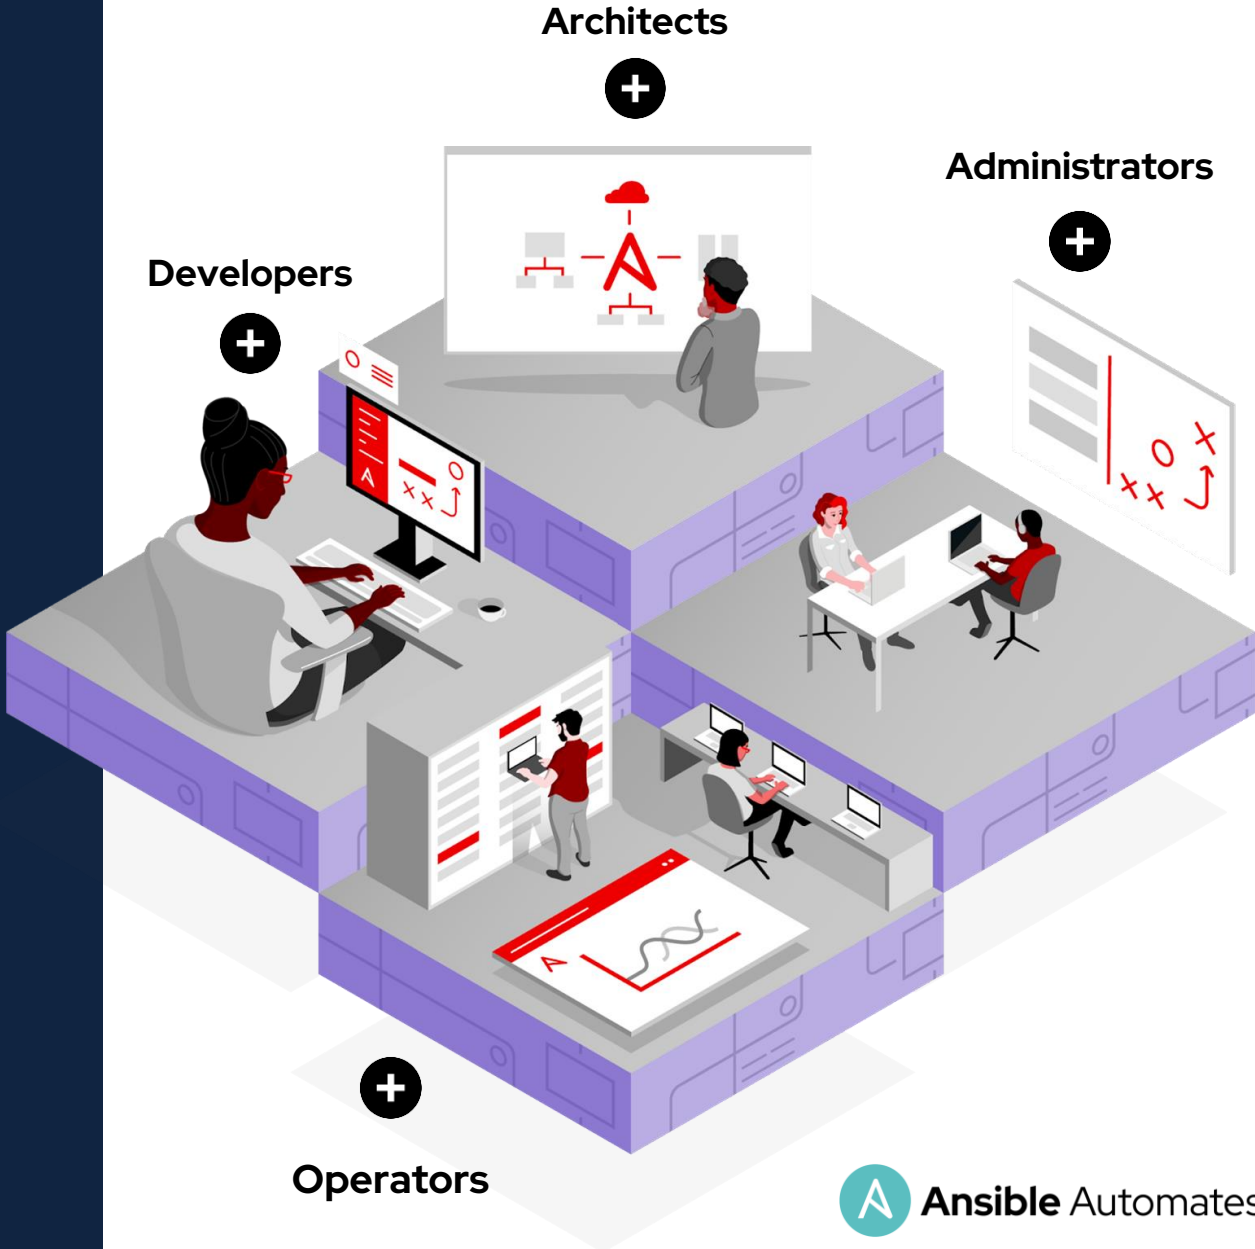 Architects
Administrators
Developers
Operators
Ansible Automates